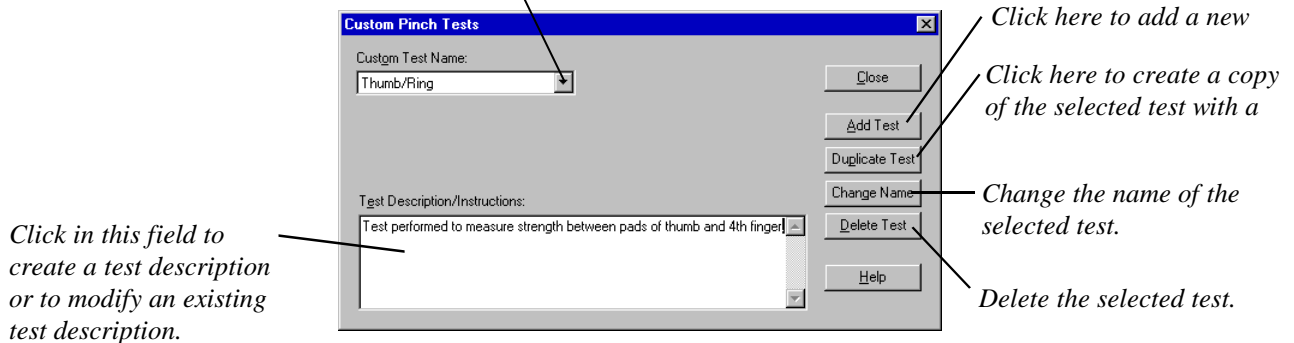 Custom Pinch Tests
Custom Test Name:
Thumb/Ring
Close
Add Test
Duplicate Test
Change Name
Delete Test
Help
Test Description/Instructions:
Test performed to measure strength between pads of thumb and 4th finger
Click here to add a new
Click here to create a copy
of the selected test with a
Change the name of the
selected test.
Delete the selected test.
Click in this field to
create a test description
or to modify an existing
test description.